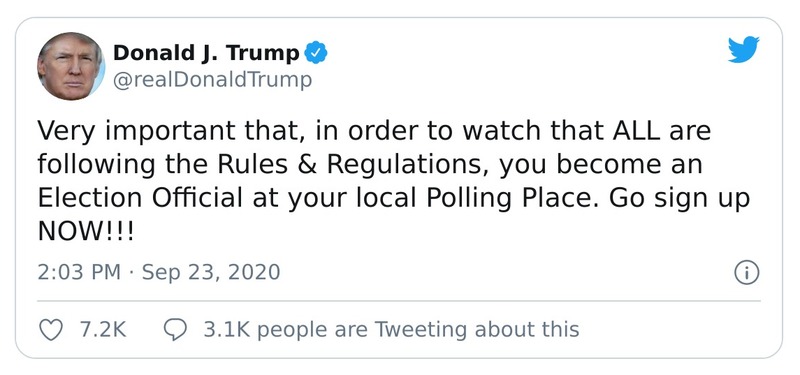 Donald J. Trump
@realDonaldTrump
Very important that, in order to watch that ALL are
following the Rules & Regulations, you become an
Election Official at your local Polling Place. Go sign up
NOW!!!
2:03 PM · Sep 23, 2020
7.2K 3.1K people are Tweeting about this